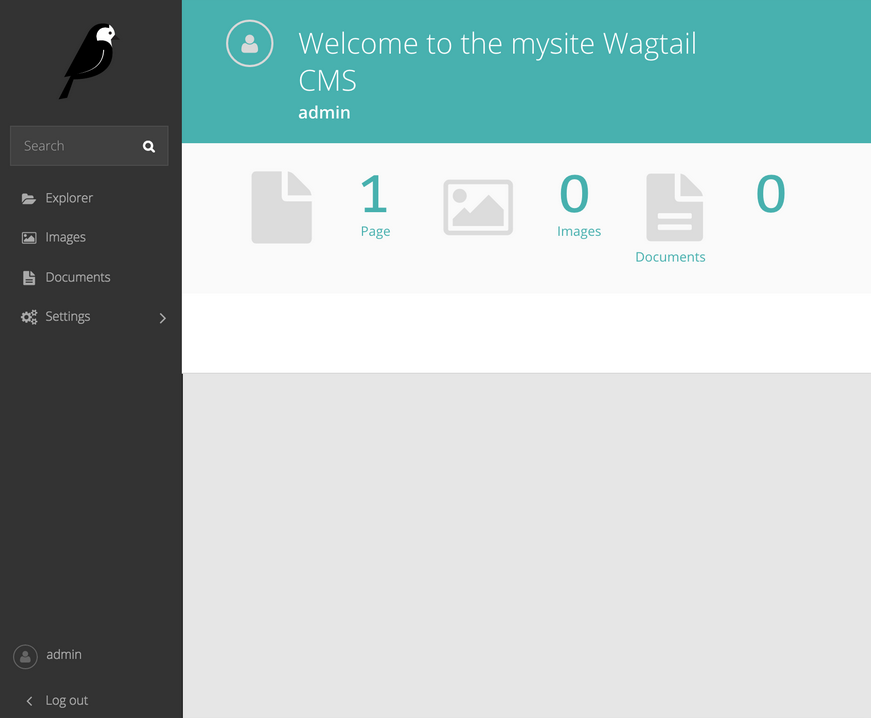 Search
Explorer
Images
Documents
Settings
admin
Log out
Welcome to the mysite Wagtail
CMS
admin
1
Page
0
Images
0
Documents